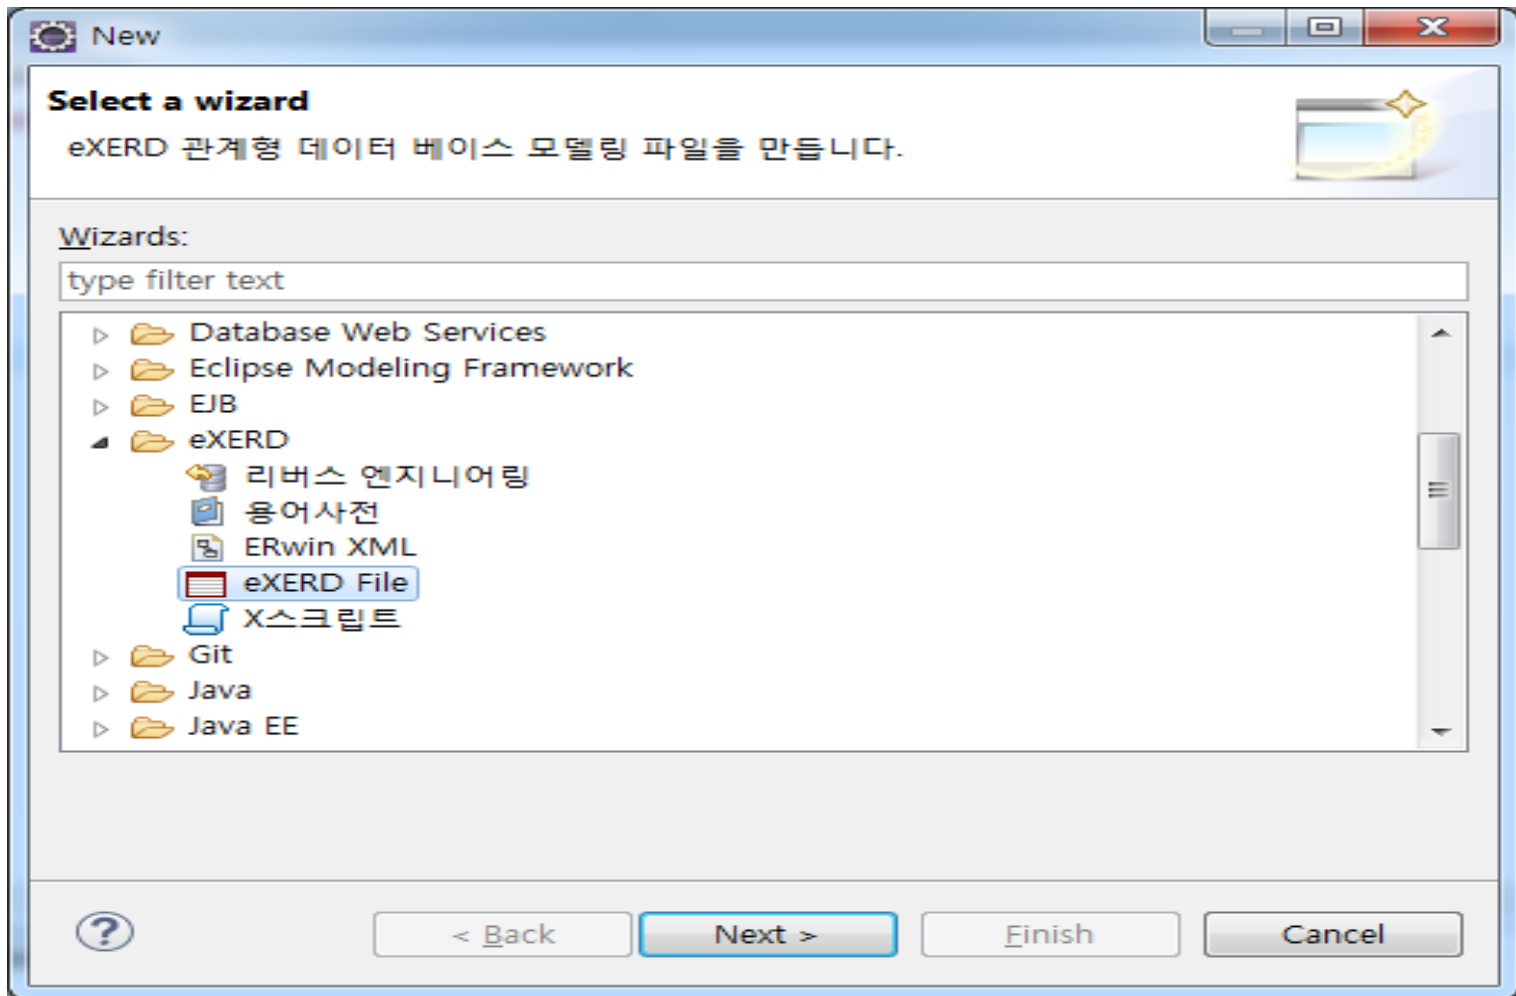 New
Select a wizard
eXERD 관계형 데이터 베이스 모델링 파일을 만듭니다.
Wizards:
type filter text
Database Web Services
Eclipse Modeling Framework
EJB
eXERD
리버스 엔지니어링
용어사전
ERwin XML
eXERD File
X스크립트
Git
Java
Java EE
?
< Back
Next >
Finish
Cancel